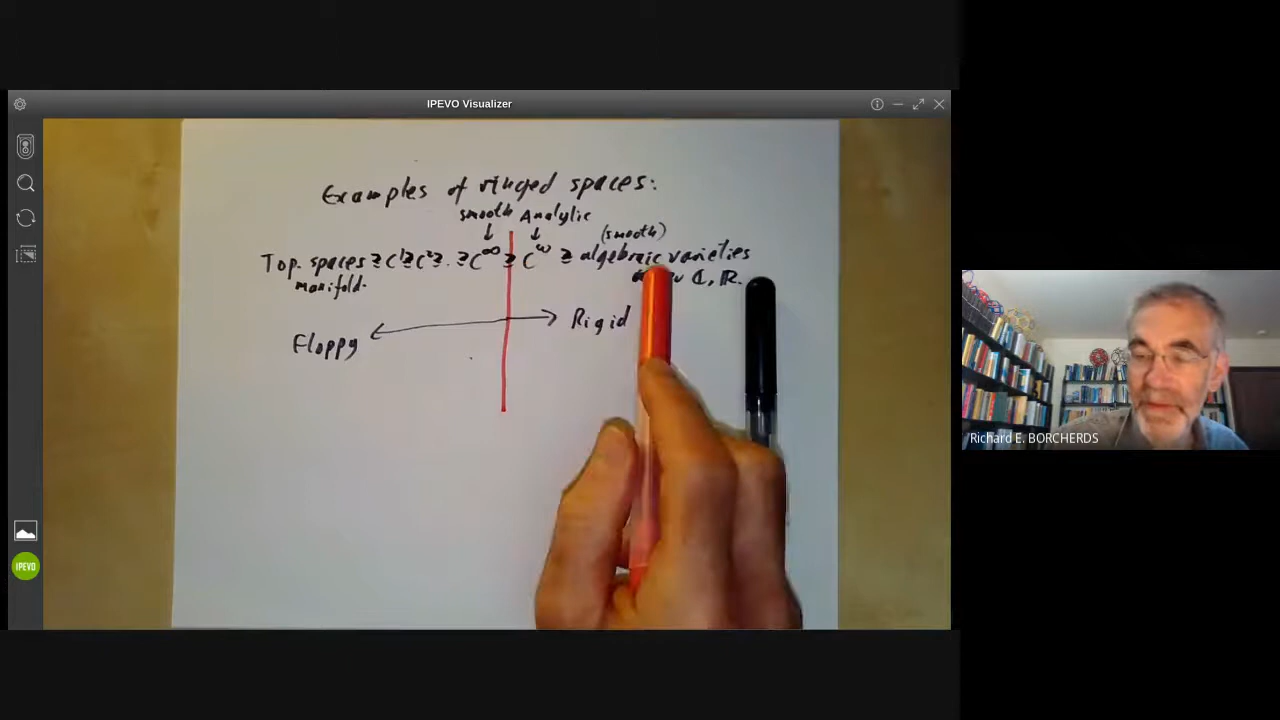 IPEVO Visualizer
Examples of ringed spaces:
smooth Analytic
↓ ↓ (smooth)
Top. spaces ≥ C¹ ≥ C² ≥ . ≥ C^∞ ≥ C^ω ≥ algebraic varieties
manifold. ℂ, ℝ.
Floppy Rigid
Richard E. BORCHERDS
IPEVO